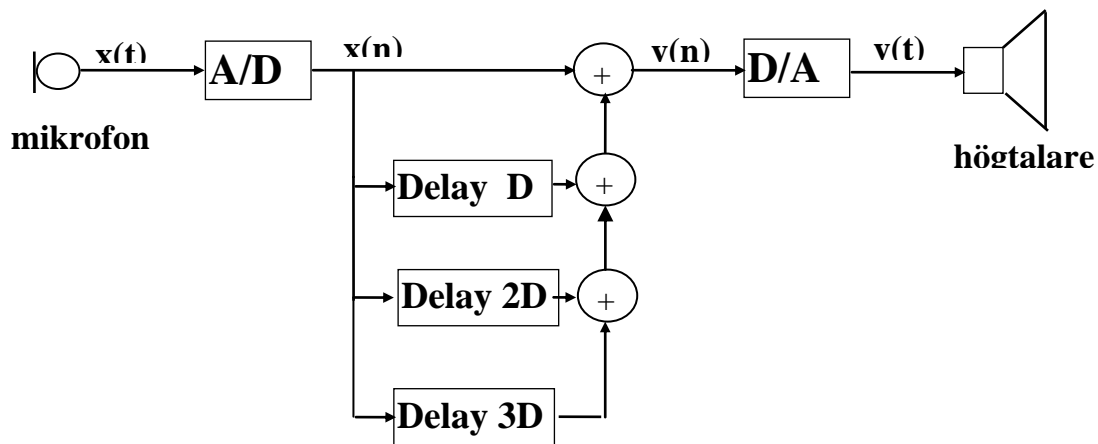 x(t)
A/D
x(n)
+
y(n)
D/A
y(t)
mikrofon
högtalare
Delay D
+
Delay 2D
+
Delay 3D